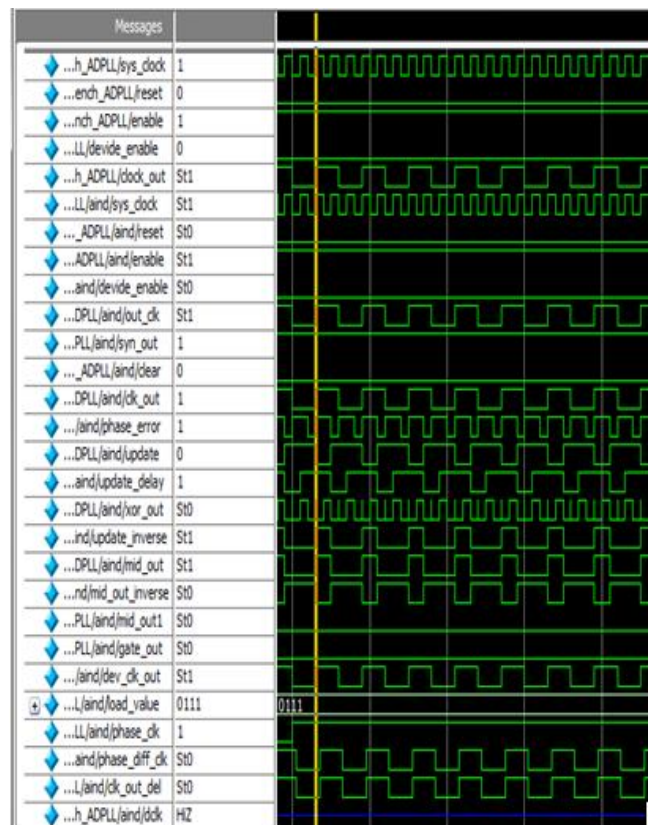 Messages
...h_ADPLL/sys_clock 1
...ench_ADPLL/reset 0
...nch_ADPLL/enable 1
...LL/devide_enable 0
...h_ADPLL/clock_out St1
...LL/aind/sys_clock St1
..._ADPLL/aind/reset St0
...ADPLL/aind/enable St1
...aind/devide_enable St0
...DPLL/aind/out_clk St1
...PLL/aind/syn_out 1
..._ADPLL/aind/clear 0
...DPLL/aind/clk_out 1
.../aind/phase_error 1
...DPLL/aind/update 0
...aind/update_delay 1
...DPLL/aind/xor_out St0
...ind/update_inverse St1
...DPLL/aind/mid_out St1
...nd/mid_out_inverse St0
...PLL/aind/mid_out1 St0
...PLL/aind/gate_out St0
.../aind/dev_clk_out St1
...L/aind/load_value 0111 0111
...LL/aind/phase_clk 1
...aind/phase_diff_clk St0
...L/aind/clk_out_del St0
...h_ADPLL/aind/dclk HiZ